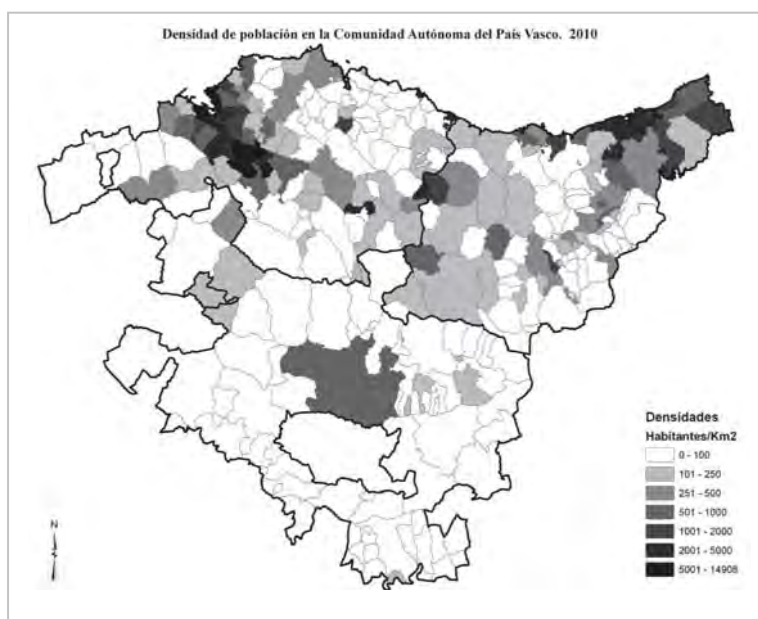 Densidad de población en la Comunidad Autónoma del País Vasco. 2010
Densidades
Habitantes/Km2
0 - 100
101 - 250
251 - 500
501 - 1000
1001 - 2000
2001 - 5000
5001 - 14908
N